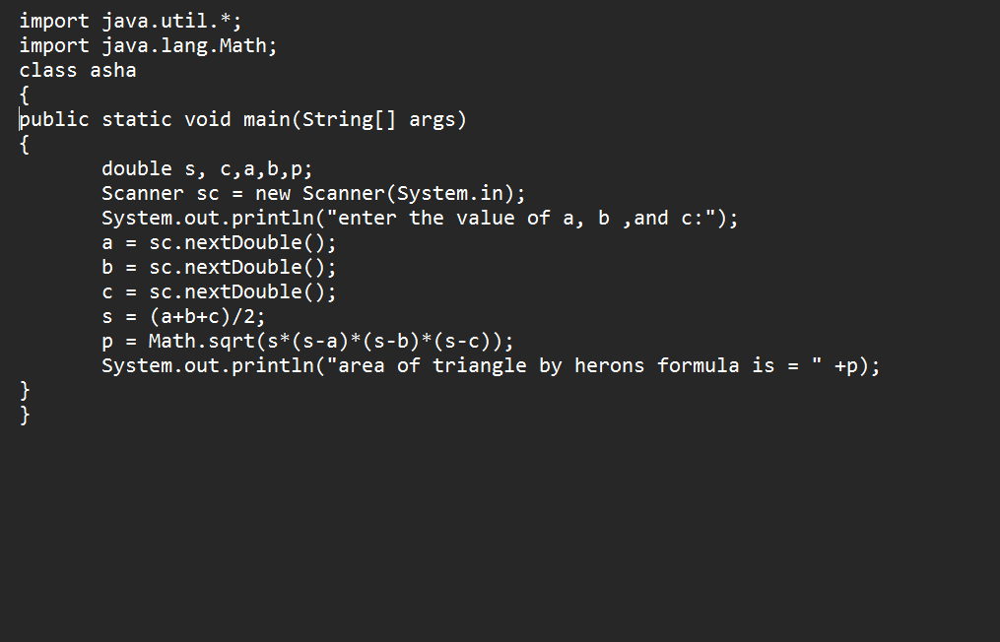 import java.util.*;
import java.lang.Math;
class asha
{
public static void main(String[] args)
{
       double s, c,a,b,p;
       Scanner sc = new Scanner(System.in);
       System.out.println("enter the value of a, b ,and c:");
       a = sc.nextDouble();
       b = sc.nextDouble();
       c = sc.nextDouble();
       s = (a+b+c)/2;
       p = Math.sqrt(s*(s-a)*(s-b)*(s-c));
       System.out.println("area of triangle by herons formula is = " +p);
}
}